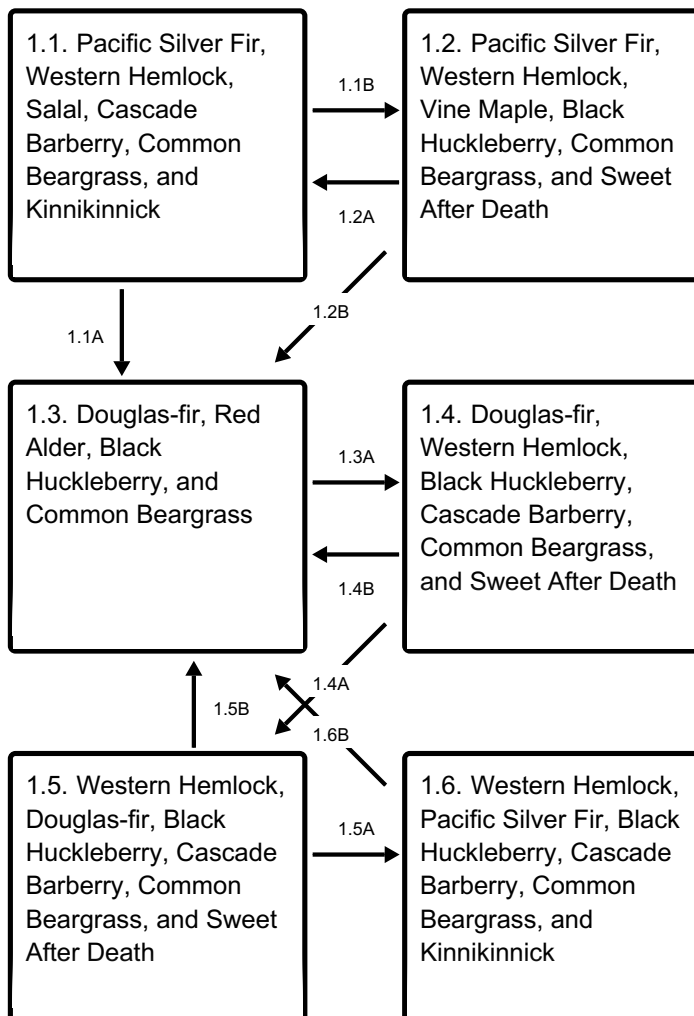 1.1. Pacific Silver Fir,
Western Hemlock,
Salal, Cascade
Barberry, Common
Beargrass, and
Kinnikinnick
1.1B
1.2A
1.2. Pacific Silver Fir,
Western Hemlock,
Vine Maple, Black
Huckleberry, Common
Beargrass, and Sweet
After Death
1.1A
1.2B
1.3. Douglas-fir, Red
Alder, Black
Huckleberry, and
Common Beargrass
1.3A
1.4B
1.4. Douglas-fir,
Western Hemlock,
Black Huckleberry,
Cascade Barberry,
Common Beargrass,
and Sweet After Death
1.5B
1.4A
1.6B
1.5. Western Hemlock,
Douglas-fir, Black
Huckleberry, Cascade
Barberry, Common
Beargrass, and Sweet
After Death
1.5A
1.6. Western Hemlock,
Pacific Silver Fir, Black
Huckleberry, Cascade
Barberry, Common
Beargrass, and
Kinnikinnick